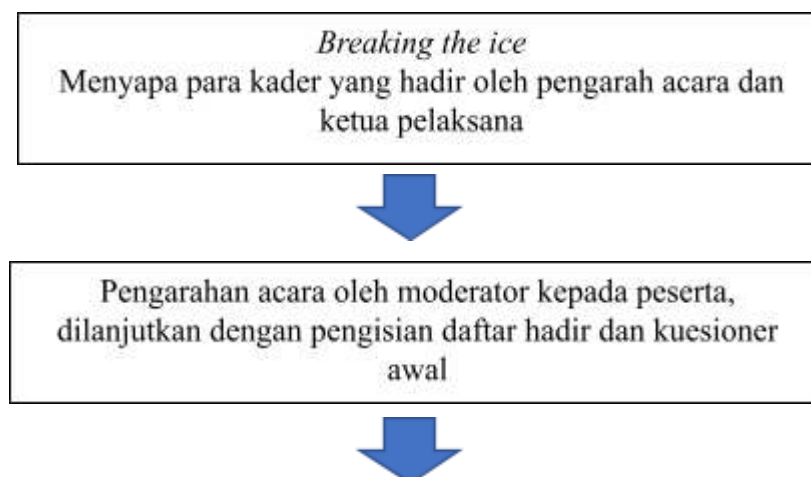 Breaking the ice
Menyapa para kader yang hadir oleh pengarah acara dan
ketua pelaksana
Pengarahan acara oleh moderator kepada peserta,
dilanjutkan dengan pengisian daftar hadir dan kuesioner
awal